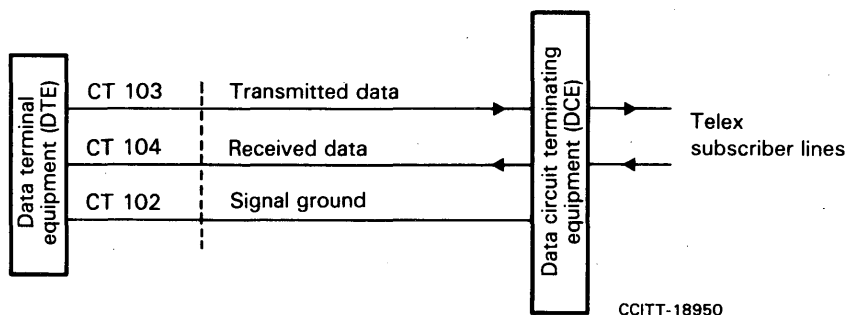 Data terminal
equipment (DTE)
CT 103 Transmitted data
CT 104 Received data
CT 102 Signal ground
Data circuit terminating
equipment (DCE)
Telex
subscriber lines
CCITT-18950